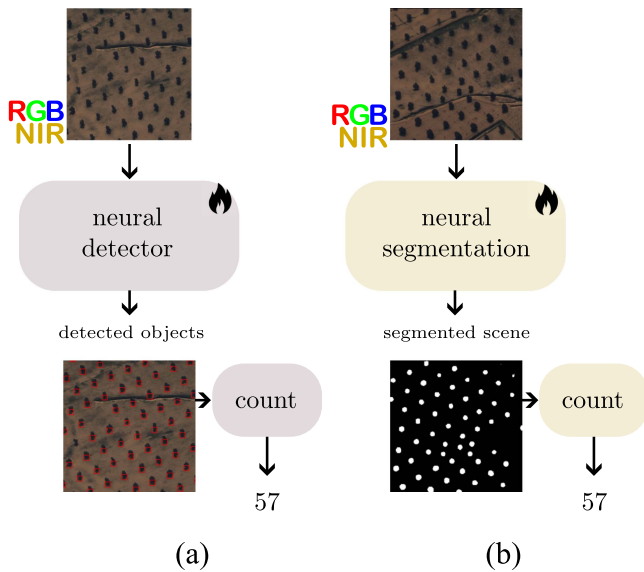 RGB
NIR
neural
detector
detected objects
count
57
(a)
RGB
NIR
neural
segmentation
segmented scene
count
57
(b)